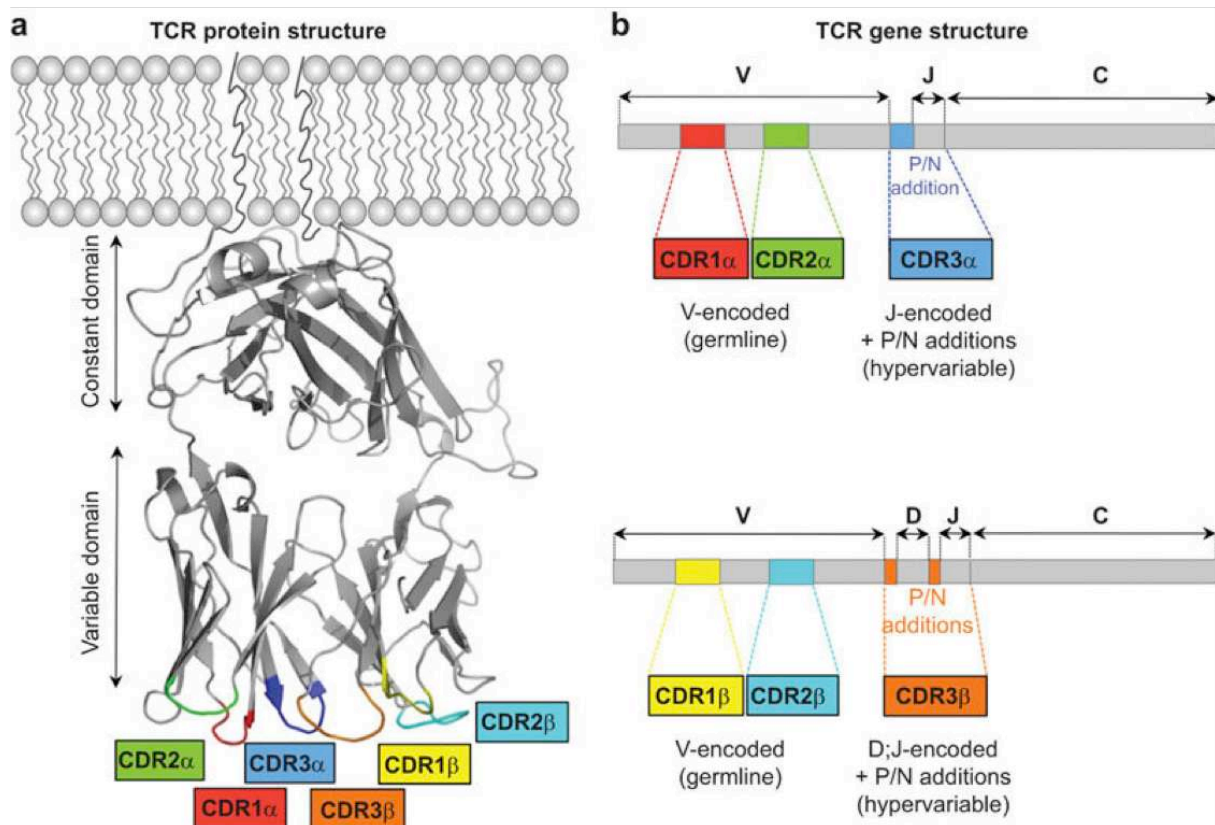 a
TCR protein structure
Constant domain
Variable domain
CDR2α
CDR1α
CDR3α
CDR3β
CDR1β
CDR2β
b
TCR gene structure
V
J
C
P/N
addition
CDR1α
CDR2α
CDR3α
V-encoded
(germline)
J-encoded
+ P/N additions
(hypervariable)
V
D
J
C
P/N
additions
CDR1β
CDR2β
CDR3β
V-encoded
(germline)
D;J-encoded
+ P/N additions
(hypervariable)